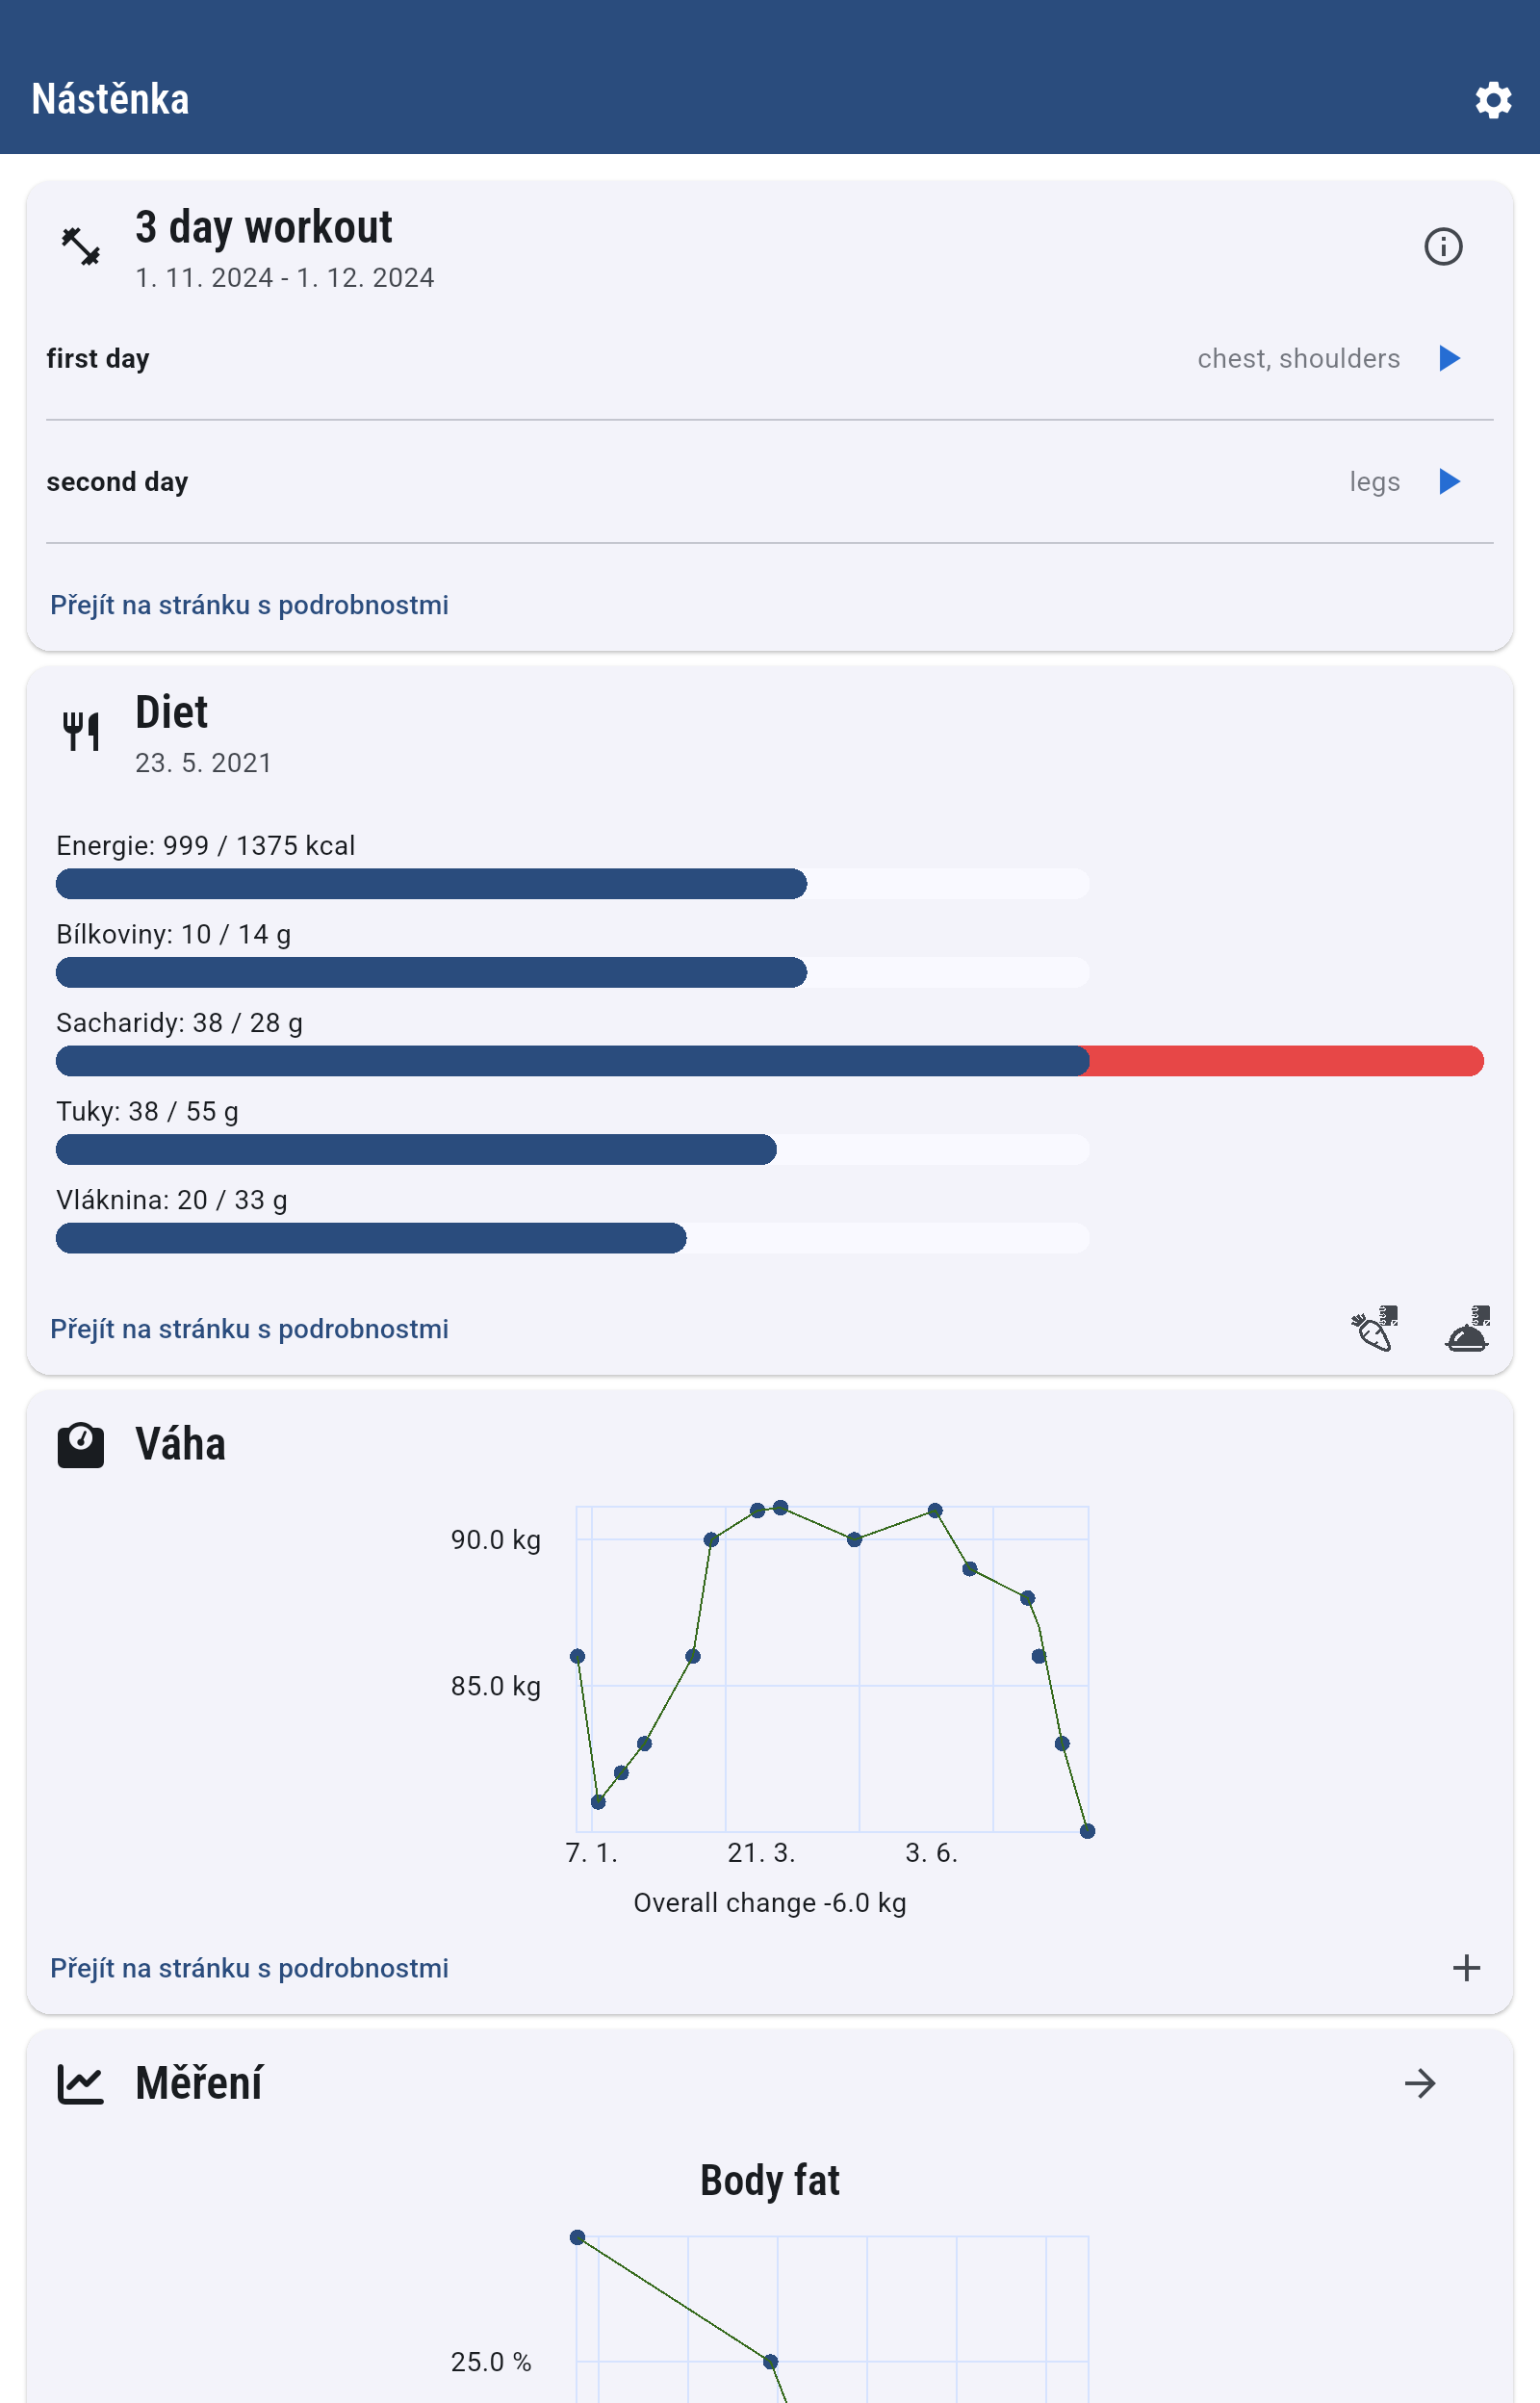 Nástěnka
3 day workout
1. 11. 2024 - 1. 12. 2024
first day
chest, shoulders
second day
legs
Přejít na stránku s podrobnostmi
Diet
23. 5. 2021
Energie: 999 / 1375 kcal
Bílkoviny: 10 / 14 g
Sacharidy: 38 / 28 g
Tuky: 38 / 55 g
Vláknina: 20 / 33 g
Přejít na stránku s podrobnostmi
Váha
90.0 kg
85.0 kg
7. 1.
21. 3.
3. 6.
Overall change -6.0 kg
Přejít na stránku s podrobnostmi
Měření
Body fat
25.0 %